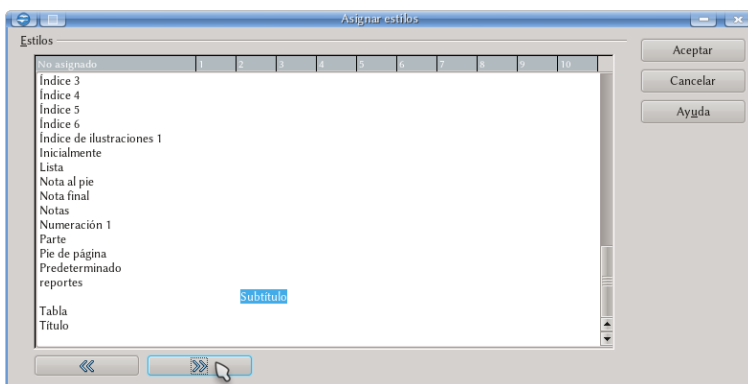 Asignar estilos
Estilos
No asignado 1 2 3 4 5 6 7 8 9 10
Índice 3
Índice 4
Índice 5
Índice 6
Índice de ilustraciones 1
Inicialmente
Lista
Nota al pie
Nota final
Notas
Numeración 1
Parte
Pie de página
Predeterminado
reportes
Subtítulo
Tabla
Título
Aceptar
Cancelar
Ayuda